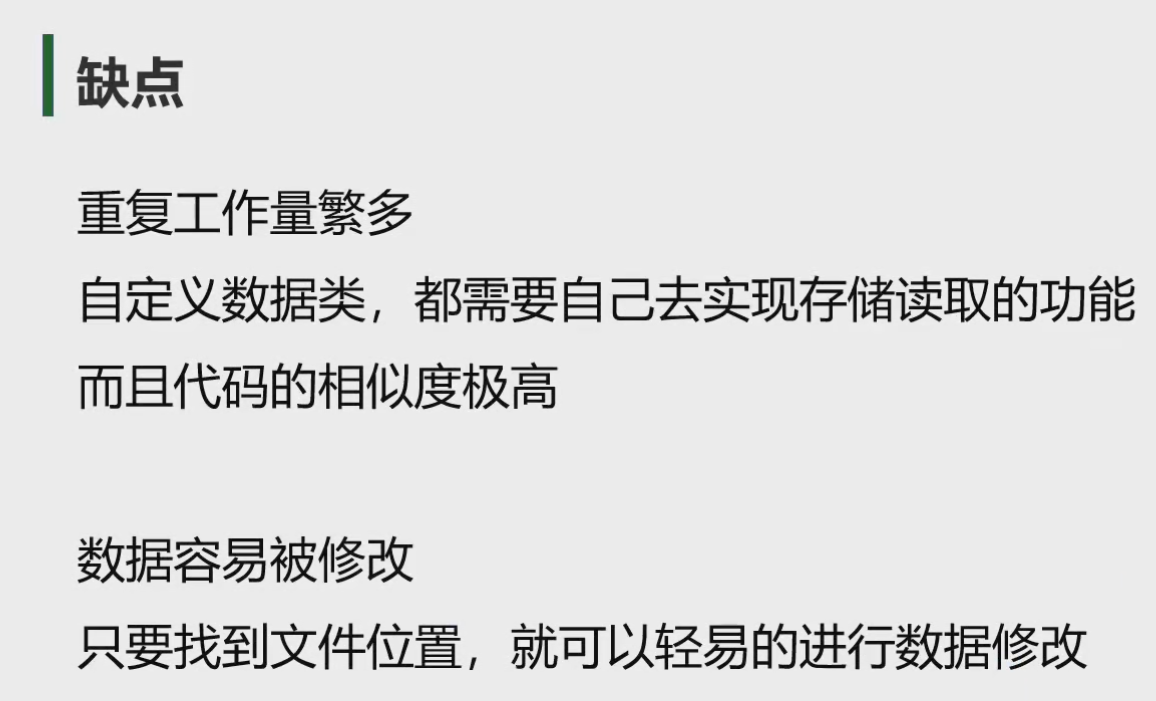 缺点
重复工作量繁多
自定义数据类，都需要自己去实现存储读取的功能
而且代码的相似度极高
数据容易被修改
只要找到文件位置，就可以轻易的进行数据修改